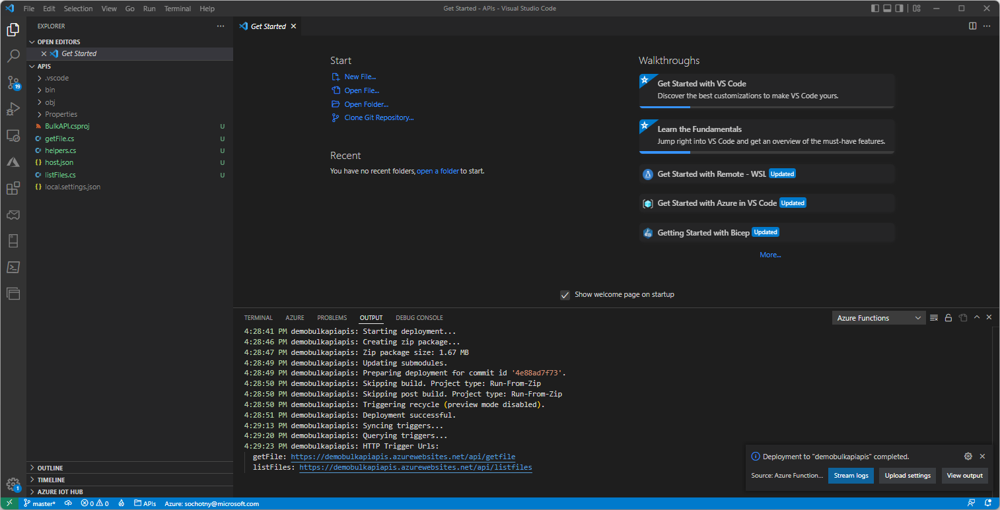 File Edit Selection View Go Run Terminal Help
Get Started - APIs - Visual Studio Code
EXPLORER
Get Started
OPEN EDITORS
Get Started
APIS
.vscode
bin
obj
Properties
BulkAPI.csproj U
getFile.cs U
helpers.cs U
host.json U
listFiles.cs U
local.settings.json
19
1
OUTLINE
TIMELINE
AZURE IOT HUB
Start
New File...
Open File...
Open Folder...
Clone Git Repository...
Recent
You have no recent folders, open a folder to start.
Walkthroughs
Get Started with VS Code
Discover the best customizations to make VS Code yours.
Learn the Fundamentals
Jump right into VS Code and get an overview of the must-have features.
Get Started with Remote - WSL Updated
Get Started with Azure in VS Code Updated
Getting Started with Bicep Updated
More...
Show welcome page on startup
TERMINAL AZURE PROBLEMS OUTPUT DEBUG CONSOLE
Azure Functions
4:28:41 PM demobulkapiapis: Starting deployment...
4:28:46 PM demobulkapiapis: Creating zip package...
4:28:47 PM demobulkapiapis: Zip package size: 1.67 MB
4:28:49 PM demobulkapiapis: Updating submodules.
4:28:49 PM demobulkapiapis: Preparing deployment for commit id '4e88ad7f73'.
4:28:50 PM demobulkapiapis: Skipping build. Project type: Run-From-Zip
4:28:50 PM demobulkapiapis: Skipping post build. Project type: Run-From-Zip
4:28:50 PM demobulkapiapis: Triggering recycle (preview mode disabled).
4:28:51 PM demobulkapiapis: Deployment successful.
4:29:13 PM demobulkapiapis: Syncing triggers...
4:29:20 PM demobulkapiapis: Querying triggers...
4:29:23 PM demobulkapiapis: HTTP Trigger Urls:
getFile: https://demobulkapiapis.azurewebsites.net/api/getfile
listFiles: https://demobulkapiapis.azurewebsites.net/api/listfiles
Deployment to "demobulkapiapis" completed.
Source: Azure Function...
Stream logs
Upload settings
View output
master* 0 0 APIs Azure: sochotny@microsoft.com